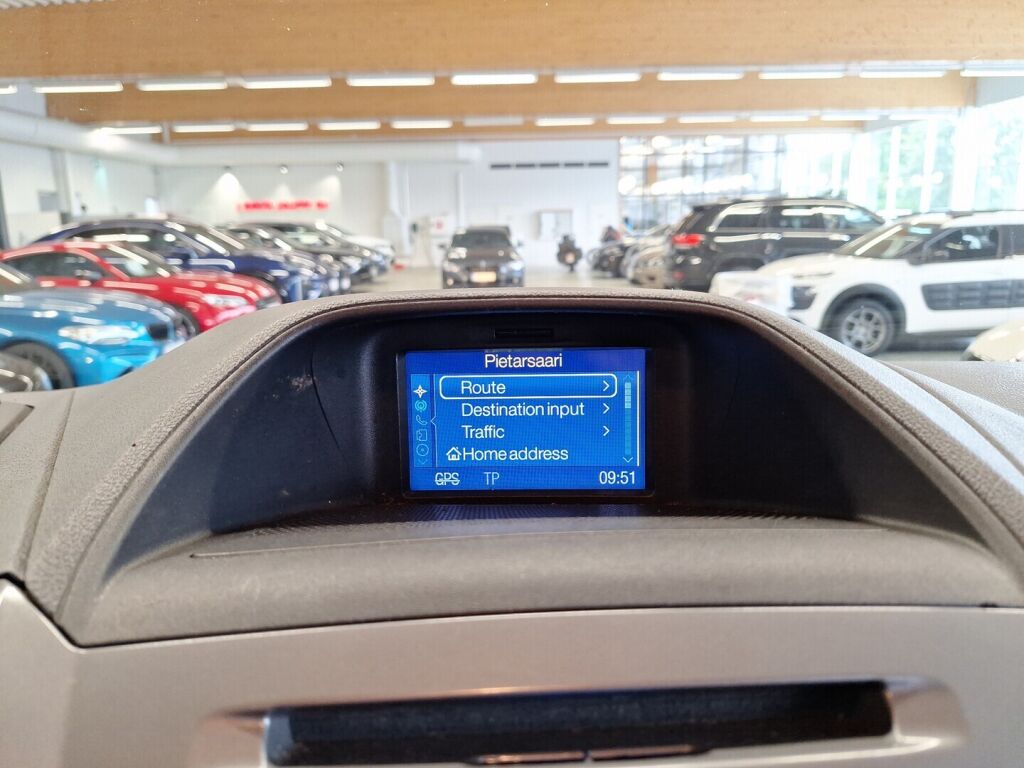 Pietarsaari
Route
Destination input
Traffic
Home address
GPS TP 09:51